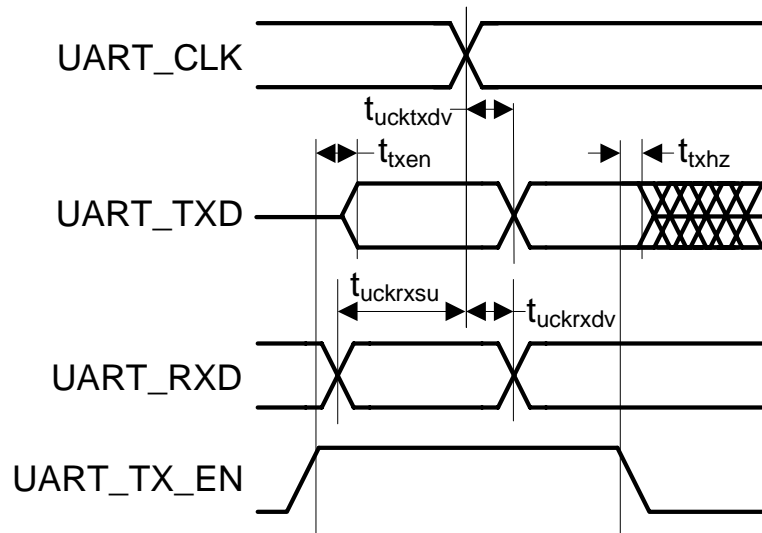 UART_CLK
tucktxdv
ttxen
ttxhz
UART_TXD
tuckrxsu
tuckrxdv
UART_RXD
UART_TX_EN